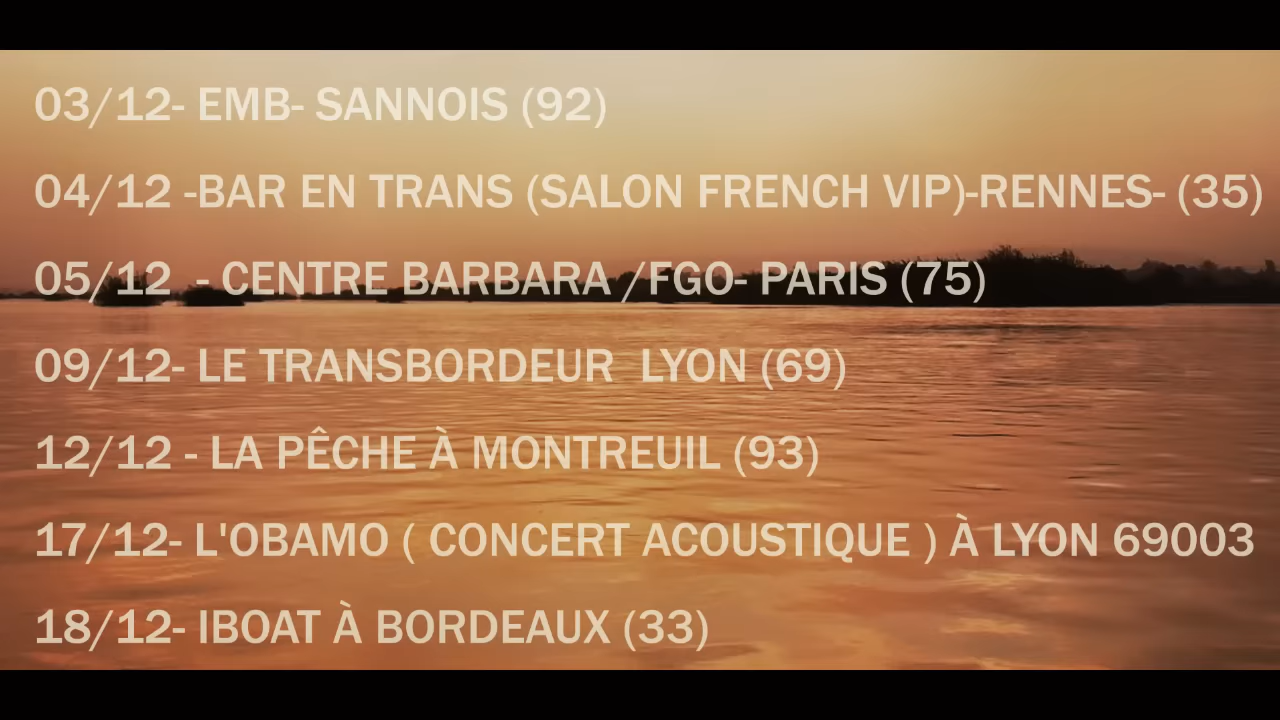 03/12- EMB- SANNOIS (92)
04/12 -BAR EN TRANS (SALON FRENCH VIP)-RENNES- (35)
05/12  - CENTRE BARBARA /FGO- PARIS (75)
09/12- LE TRANSBORDEUR  LYON (69)
12/12 - LA PÊCHE À MONTREUIL (93)
17/12- L'OBAMO ( CONCERT ACOUSTIQUE ) À LYON 69003
18/12- IBOAT À BORDEAUX (33)